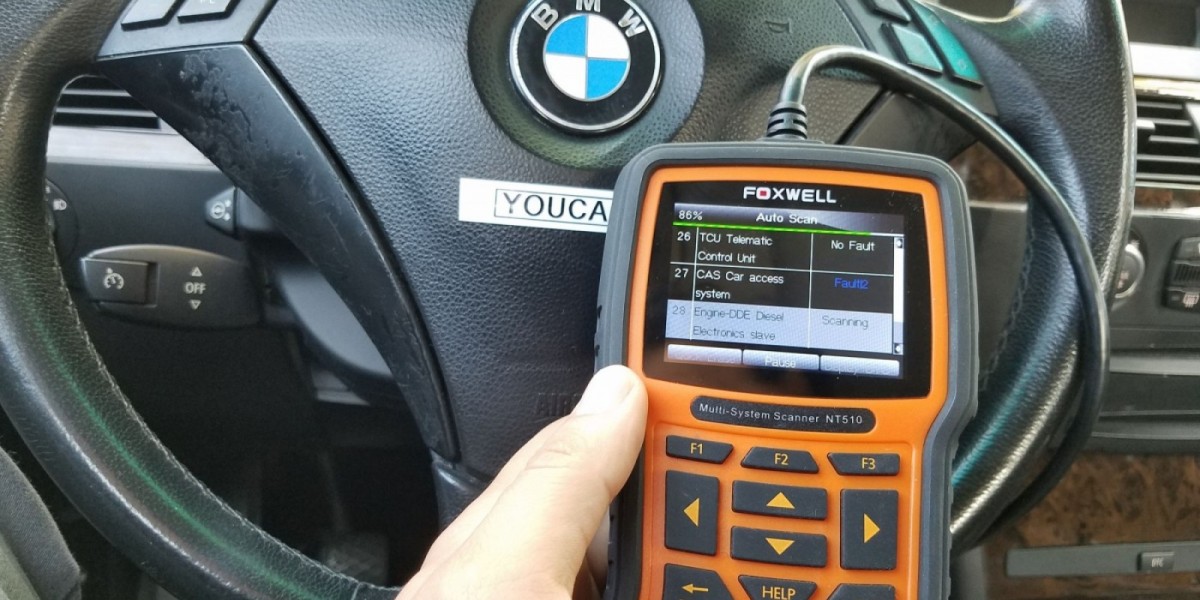 BMW
YOUCA
FOXWELL
86% Auto Scan
26 TCU Telematic Control Unit No Fault
27 CAS Car access system Fault|2
28 Engine-DDE Diesel Electronics slave Scanning
Pause
Multi-System Scanner NT510
F1 F2 F3
HELP
OFF